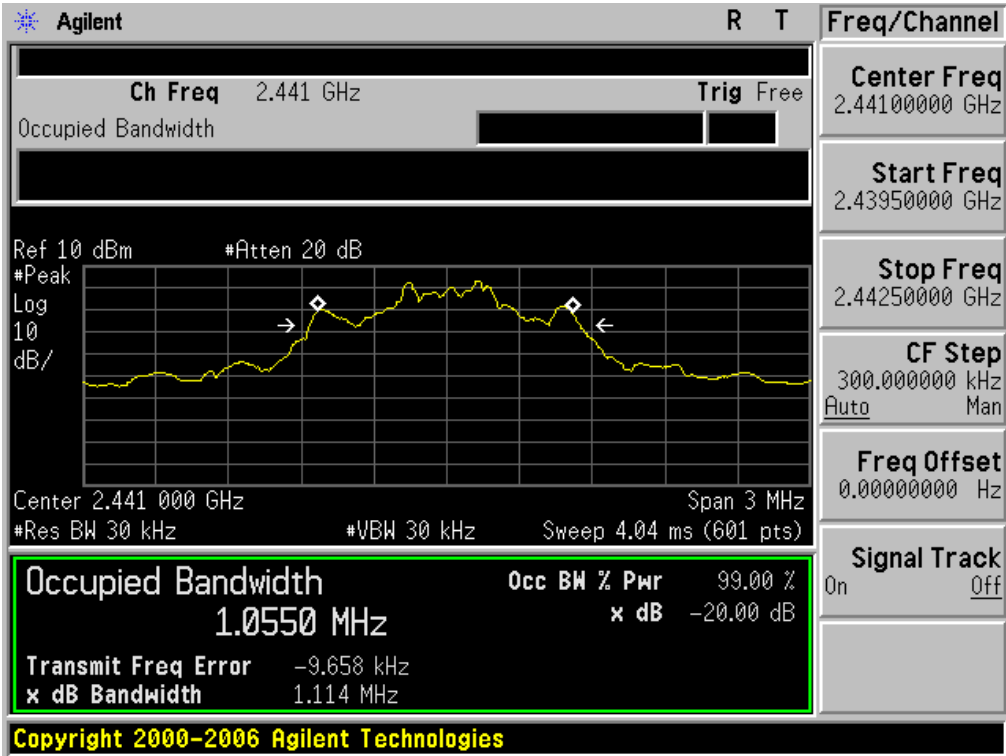 Agilent R T
Freq/Channel
Ch Freq 2.441 GHz Trig Free
Occupied Bandwidth
Center Freq
2.44100000 GHz
Start Freq
2.43950000 GHz
Stop Freq
2.44250000 GHz
CF Step
300.000000 kHz
Auto Man
Freq Offset
0.00000000 Hz
Signal Track
On Off
Ref 10 dBm #Atten 20 dB
#Peak
Log
10
dB/
Center 2.441 000 GHz Span 3 MHz
#Res BW 30 kHz #VBW 30 kHz Sweep 4.04 ms (601 pts)
Occupied Bandwidth Occ BW % Pwr 99.00 %
1.0550 MHz x dB -20.00 dB
Transmit Freq Error -9.658 kHz
x dB Bandwidth 1.114 MHz
Copyright 2000-2006 Agilent Technologies